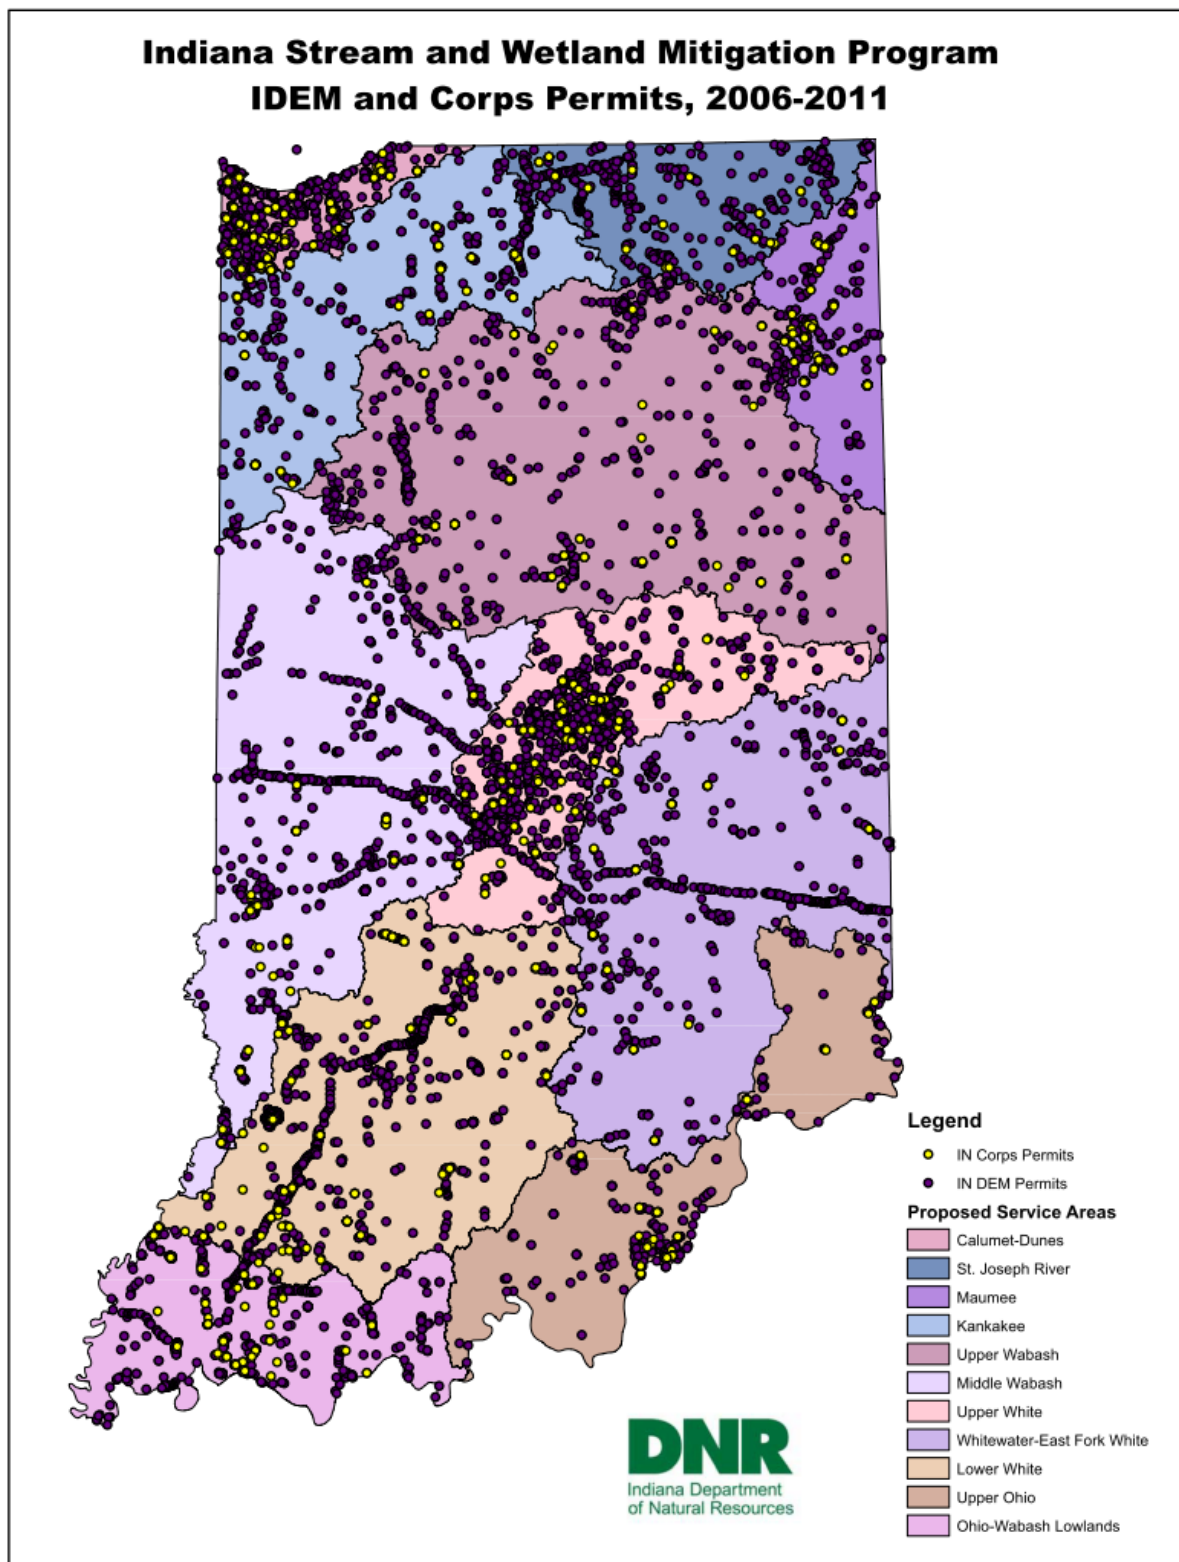 Indiana Stream and Wetland Mitigation Program
IDEM and Corps Permits, 2006-2011
Legend
IN Corps Permits
IN DEM Permits
Proposed Service Areas
Calumet-Dunes
St. Joseph River
Maumee
Kankakee
Upper Wabash
Middle Wabash
Upper White
Whitewater-East Fork White
Lower White
Upper Ohio
Ohio-Wabash Lowlands
DNR
Indiana Department
of Natural Resources